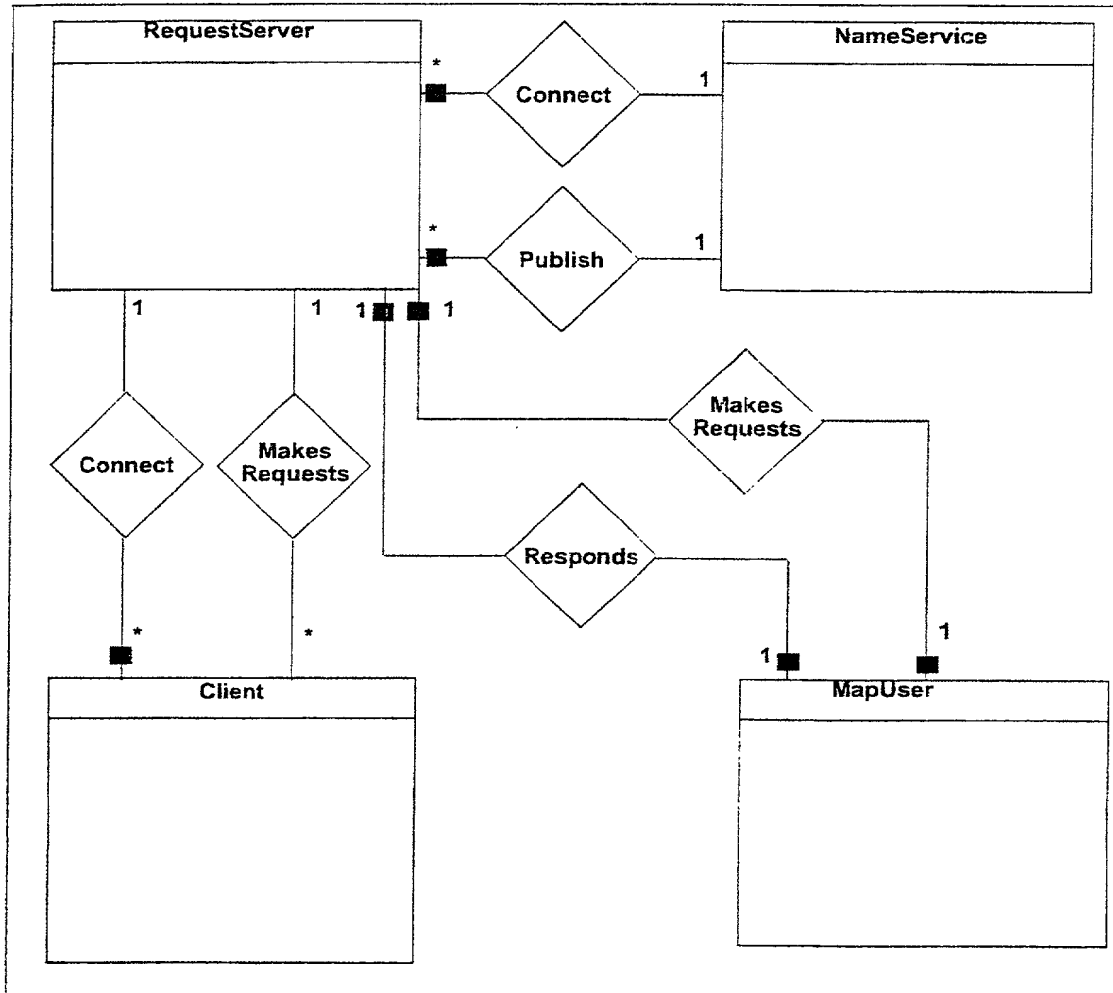 RequestServer
NameService
*
Connect
1
*
Publish
1
1
1
1
1
Connect
Makes
Requests
Makes
Requests
Responds
*
*
1
1
Client
MapUser